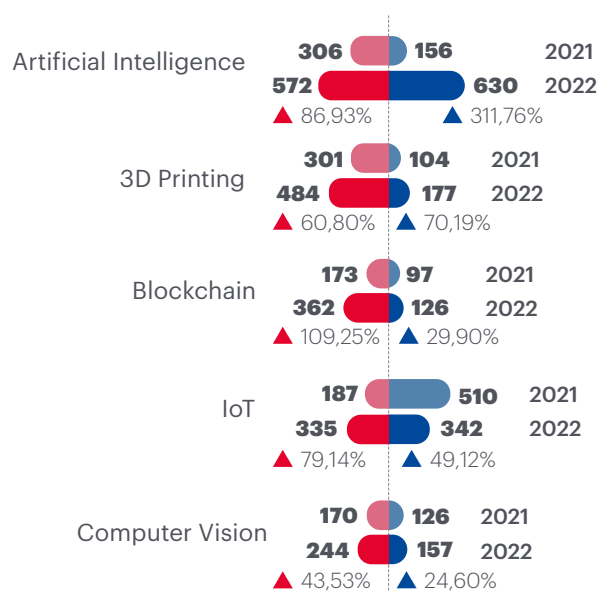 306 156 2021
Artificial Intelligence
572 630 2022
▲ 86,93% ▲ 311,76%
301 104 2021
3D Printing
484 177 2022
▲ 60,80% ▲ 70,19%
173 97 2021
Blockchain
362 126 2022
▲ 109,25% ▲ 29,90%
187 510 2021
IoT
335 342 2022
▲ 79,14% ▲ 49,12%
170 126 2021
Computer Vision
244 157 2022
▲ 43,53% ▲ 24,60%